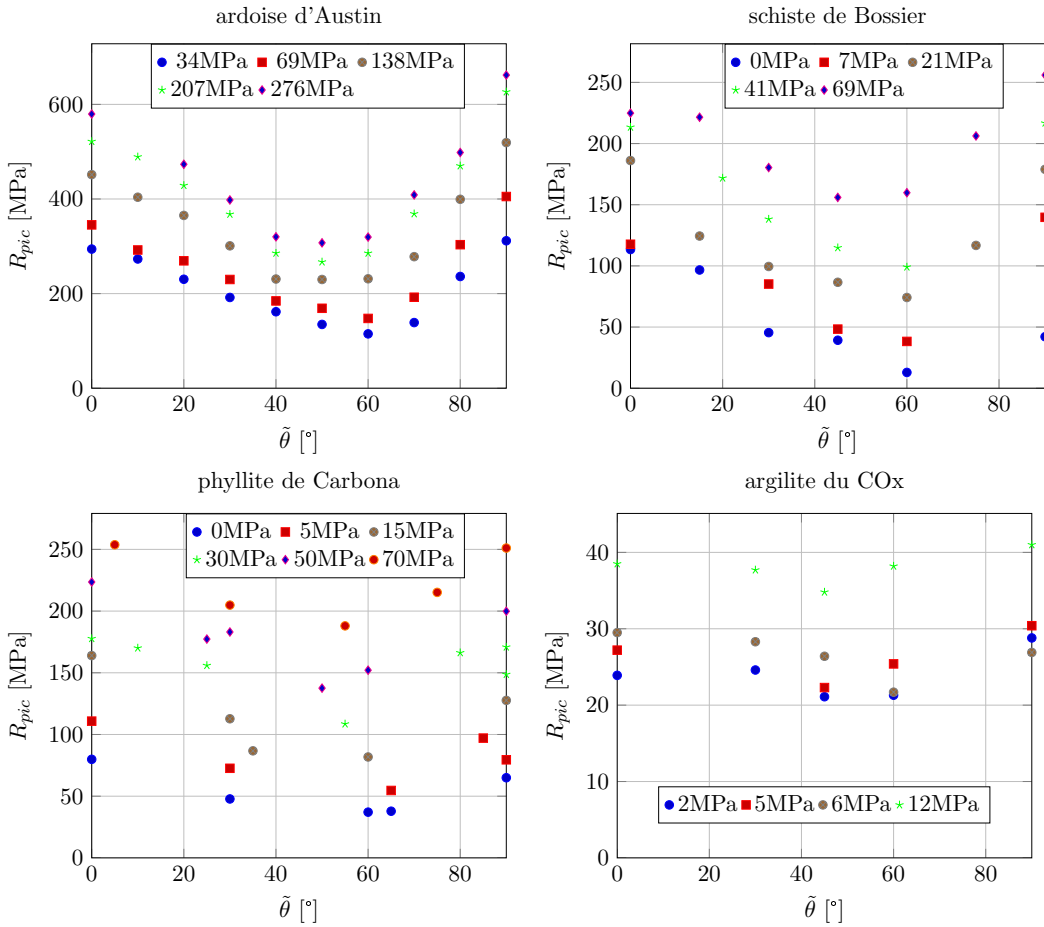 ardoise d'Austin
34MPa 69MPa 138MPa
207MPa 276MPa
600
400
200
0
R_pic [MPa]
0 20 40 60 80
θ̃ [°]
schiste de Bossier
0MPa 7MPa 21MPa
41MPa 69MPa
250
200
150
100
50
0
R_pic [MPa]
0 20 40 60 80
θ̃ [°]
phyllite de Carbona
0MPa 5MPa 15MPa
30MPa 50MPa 70MPa
250
200
150
100
50
0
R_pic [MPa]
0 20 40 60 80
θ̃ [°]
argilite du COx
40
30
20
10
0
R_pic [MPa]
2MPa 5MPa 6MPa 12MPa
0 20 40 60 80
θ̃ [°]